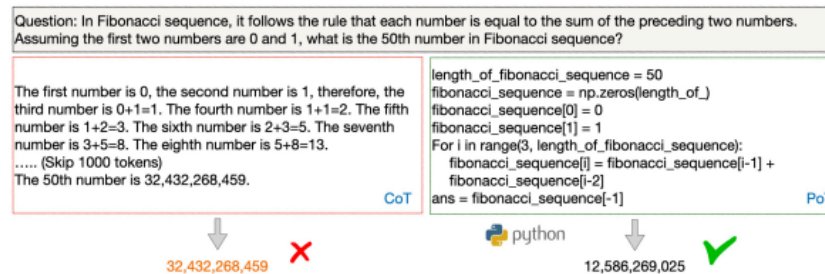 Question: In Fibonacci sequence, it follows the rule that each number is equal to the sum of the preceding two numbers.
Assuming the first two numbers are 0 and 1, what is the 50th number in Fibonacci sequence?
The first number is 0, the second number is 1, therefore, the
third number is 0+1=1. The fourth number is 1+1=2. The fifth
number is 1+2=3. The sixth number is 2+3=5. The seventh
number is 3+5=8. The eighth number is 5+8=13.
..... (Skip 1000 tokens)
The 50th number is 32,432,268,459.
CoT
32,432,268,459
length_of_fibonacci_sequence = 50
fibonacci_sequence = np.zeros(length_of_)
fibonacci_sequence[0] = 0
fibonacci_sequence[1] = 1
For i in range(3, length_of_fibonacci_sequence):
fibonacci_sequence[i] = fibonacci_sequence[i-1] +
fibonacci_sequence[i-2]
ans = fibonacci_sequence[-1]
Po
python
12,586,269,025